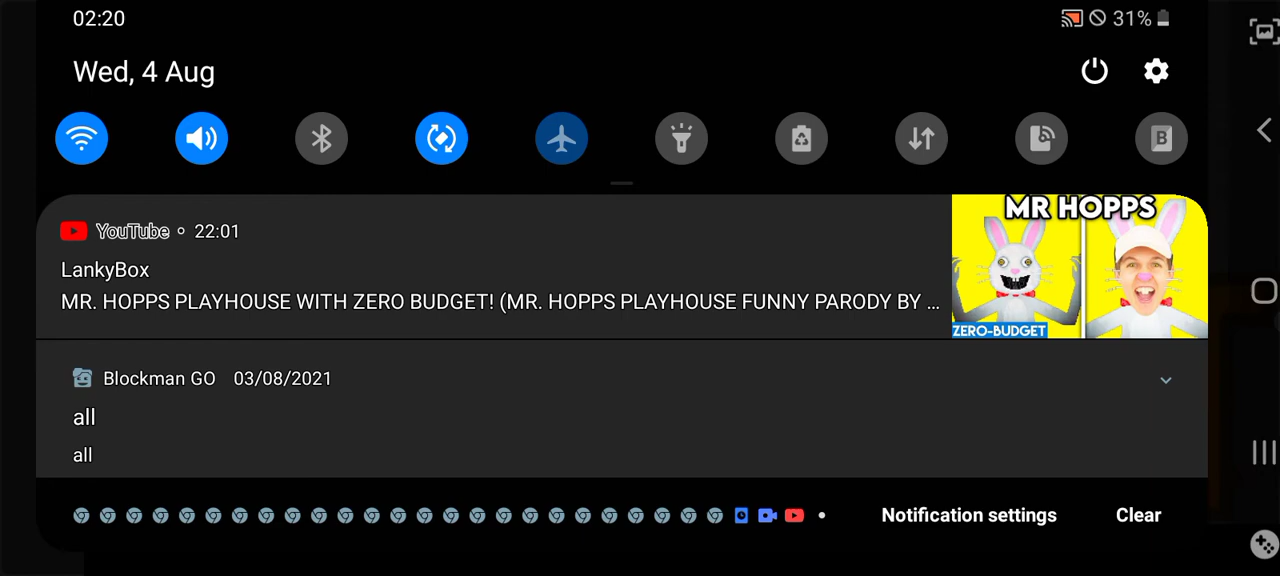 02:20
31%
Wed, 4 Aug
B
YouTube • 22:01
LankyBox
MR. HOPPS PLAYHOUSE WITH ZERO BUDGET! (MR. HOPPS PLAYHOUSE FUNNY PARODY BY ...
MR HOPPS
ZERO-BUDGET
Blockman GO 03/08/2021
all
all
Notification settings Clear